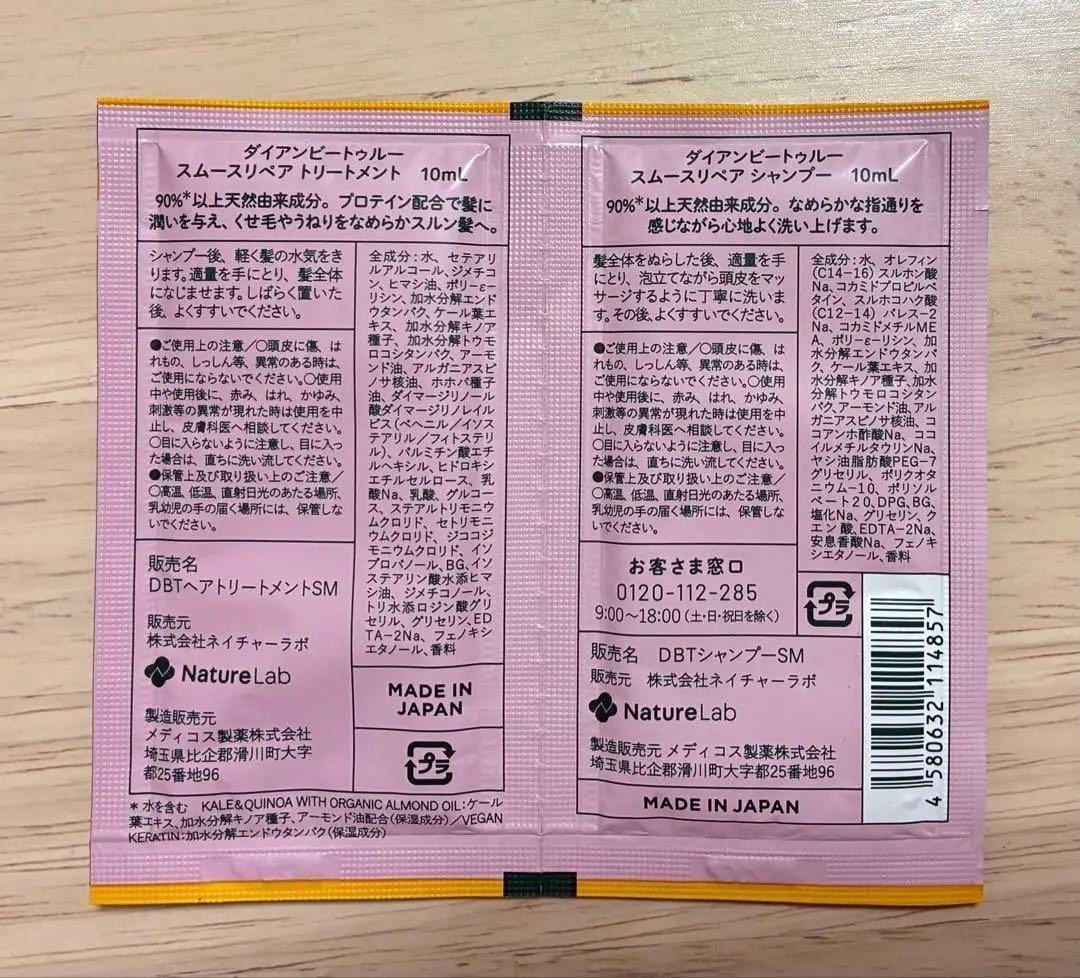 ダイアンビートゥルー
スムースリペア トリートメント 10mL
90%*以上天然由来成分。プロテイン配合で髪に
潤いを与え、くせ毛やうねりをなめらかスルン髪へ。
シャンプー後、軽く髪の水気をき
ります。適量を手にとり、髪全体
になじませます。しばらく置いた
後、よくすすいでください。
●ご使用上の注意/○頭皮に傷、は
れもの、しっしん等、異常のある時は、
ご使用にならないでください。○使用
中や使用後に、赤み、はれ、かゆみ、
刺激等の異常が現れた時は使用を中
止し、皮膚科医へ相談してください。
○目に入らないように注意し、目に入っ
た場合は、直ちに洗い流してください。
●保管上及び取り扱い上のご注意/
○高温、低温、直射日光のあたる場所、
乳幼児の手の届く場所には、保管しな
いでください。
販売名
DBTヘアトリートメントSM
販売元
株式会社ネイチャーラボ
NatureLab
製造販売元
メディコス製薬株式会社
埼玉県比企郡滑川町大字
都25番地96
全成分:水、セテアリ
ルアルコール、ジメチコ
ン、ヒマシ油、ポリ-ε-
リシン、加水分解エンド
ウタンパク、ケール葉エ
キス、加水分解キノア
種子、加水分解トウモ
ロコシタンパク、アーモ
ンド油、アルガニアスピ
ノサ核油、ホホバ種子
油、ダイマージリノール
酸ダイマージリノレイル
ビス(ベヘニル/イソス
テアリル/フィトステリ
ル)、パルミチン酸エチ
ルヘキシル、ヒドロキシ
エチルセルロース、乳
酸Na、乳酸、グルコー
ス、ステアルトリモニウ
ムクロリド、セトリモニ
ウムクロリド、ジココジ
モニウムクロリド、イソ
プロパノール、BG、イソ
ステアリン酸水添ヒマ
シ油、ジメチコノール、
トリ水添ロジン酸グリ
セリル、グリセリン、ED
TA-2Na、フェノキシ
エタノール、香料
MADE IN
JAPAN
プラ
*水を含む KALE&QUINOA WITH ORGANIC ALMOND OIL:ケール
葉エキス、加水分解キノア種子、アーモンド油配合(保湿成分)/VEGAN
KERATIN:加水分解エンドウタンパク(保湿成分)
ダイアンビートゥルー
スムースリペア シャンプー 10mL
90%*以上天然由来成分。なめらかな指通りを
感じながら心地よく洗い上げます。
髪全体をぬらした後、適量を手
にとり、泡立てながら頭皮をマッ
サージするように丁寧に洗いま
す。その後、よくすすいでください。
●ご使用上の注意/○頭皮に傷、は
れもの、しっしん等、異常のある時は、
ご使用にならないでください。○使用
中や使用後に、赤み、はれ、かゆみ、
刺激等の異常が現れた時は使用を中
止し、皮膚科医へ相談してください。
○目に入らないように注意し、目に入っ
た場合は、直ちに洗い流してください。
●保管上及び取り扱い上のご注意/
○高温、低温、直射日光のあたる場所、
乳幼児の手の届く場所には、保管しな
いでください。
お客さま窓口
0120-112-285
9:00~18:00(土・日・祝日を除く)
全成分:水、オレフィン
(C14-16)スルホン酸
Na、コカミドプロピルベ
タイン、スルホコハク酸
(C12-14)パレス-2
Na、コカミドメチルME
A、ポリ-ε-リシン、加
水分解エンドウタンパ
ク、ケール葉エキス、加
水分解キノア種子、加水
分解トウモロコシタン
パク、アーモンド油、アル
ガニアスピノサ核油、コ
コアンホ酢酸Na、ココ
イルメチルタウリンNa、
ヤシ油脂肪酸PEG-7
グリセリル、ポリクオタ
ニウム-10、ポリソル
ベート20、DPG、BG、
塩化Na、グリセリン、ク
エン酸、EDTA-2Na、
安息香酸Na、フェノキ
シエタノール、香料
プラ
販売名 DBTシャンプーSM
販売元 株式会社ネイチャーラボ
NatureLab
製造販売元 メディコス製薬株式会社
埼玉県比企郡滑川町大字都25番地96
MADE IN JAPAN
4 580632 114857